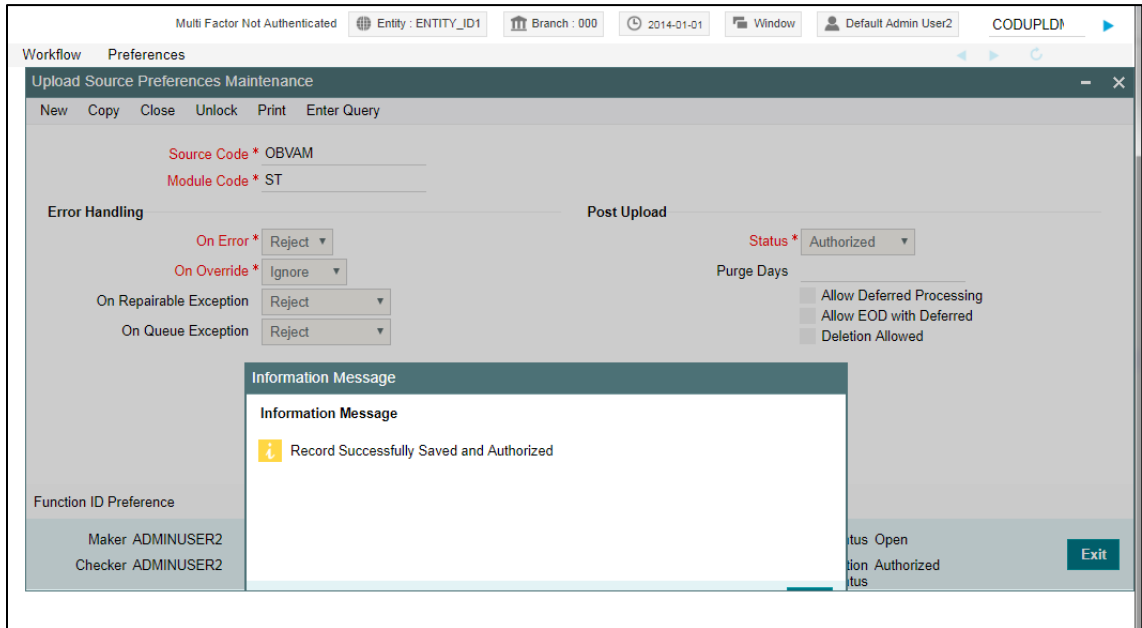 Multi Factor Not Authenticated Entity : ENTITY_ID1 Branch : 000 2014-01-01 Window Default Admin User2 CODUPLDM
Workflow Preferences
Upload Source Preferences Maintenance
New Copy Close Unlock Print Enter Query
Source Code * OBVAM
Module Code * ST
Error Handling Post Upload
On Error * Reject Status * Authorized
On Override * Ignore Purge Days
On Repairable Exception Reject Allow Deferred Processing
Allow EOD with Deferred
On Queue Exception Reject Deletion Allowed
Information Message
Information Message
Record Successfully Saved and Authorized
Function ID Preference
Maker ADMINUSER2 Open
Checker ADMINUSER2 Authorized
Exit